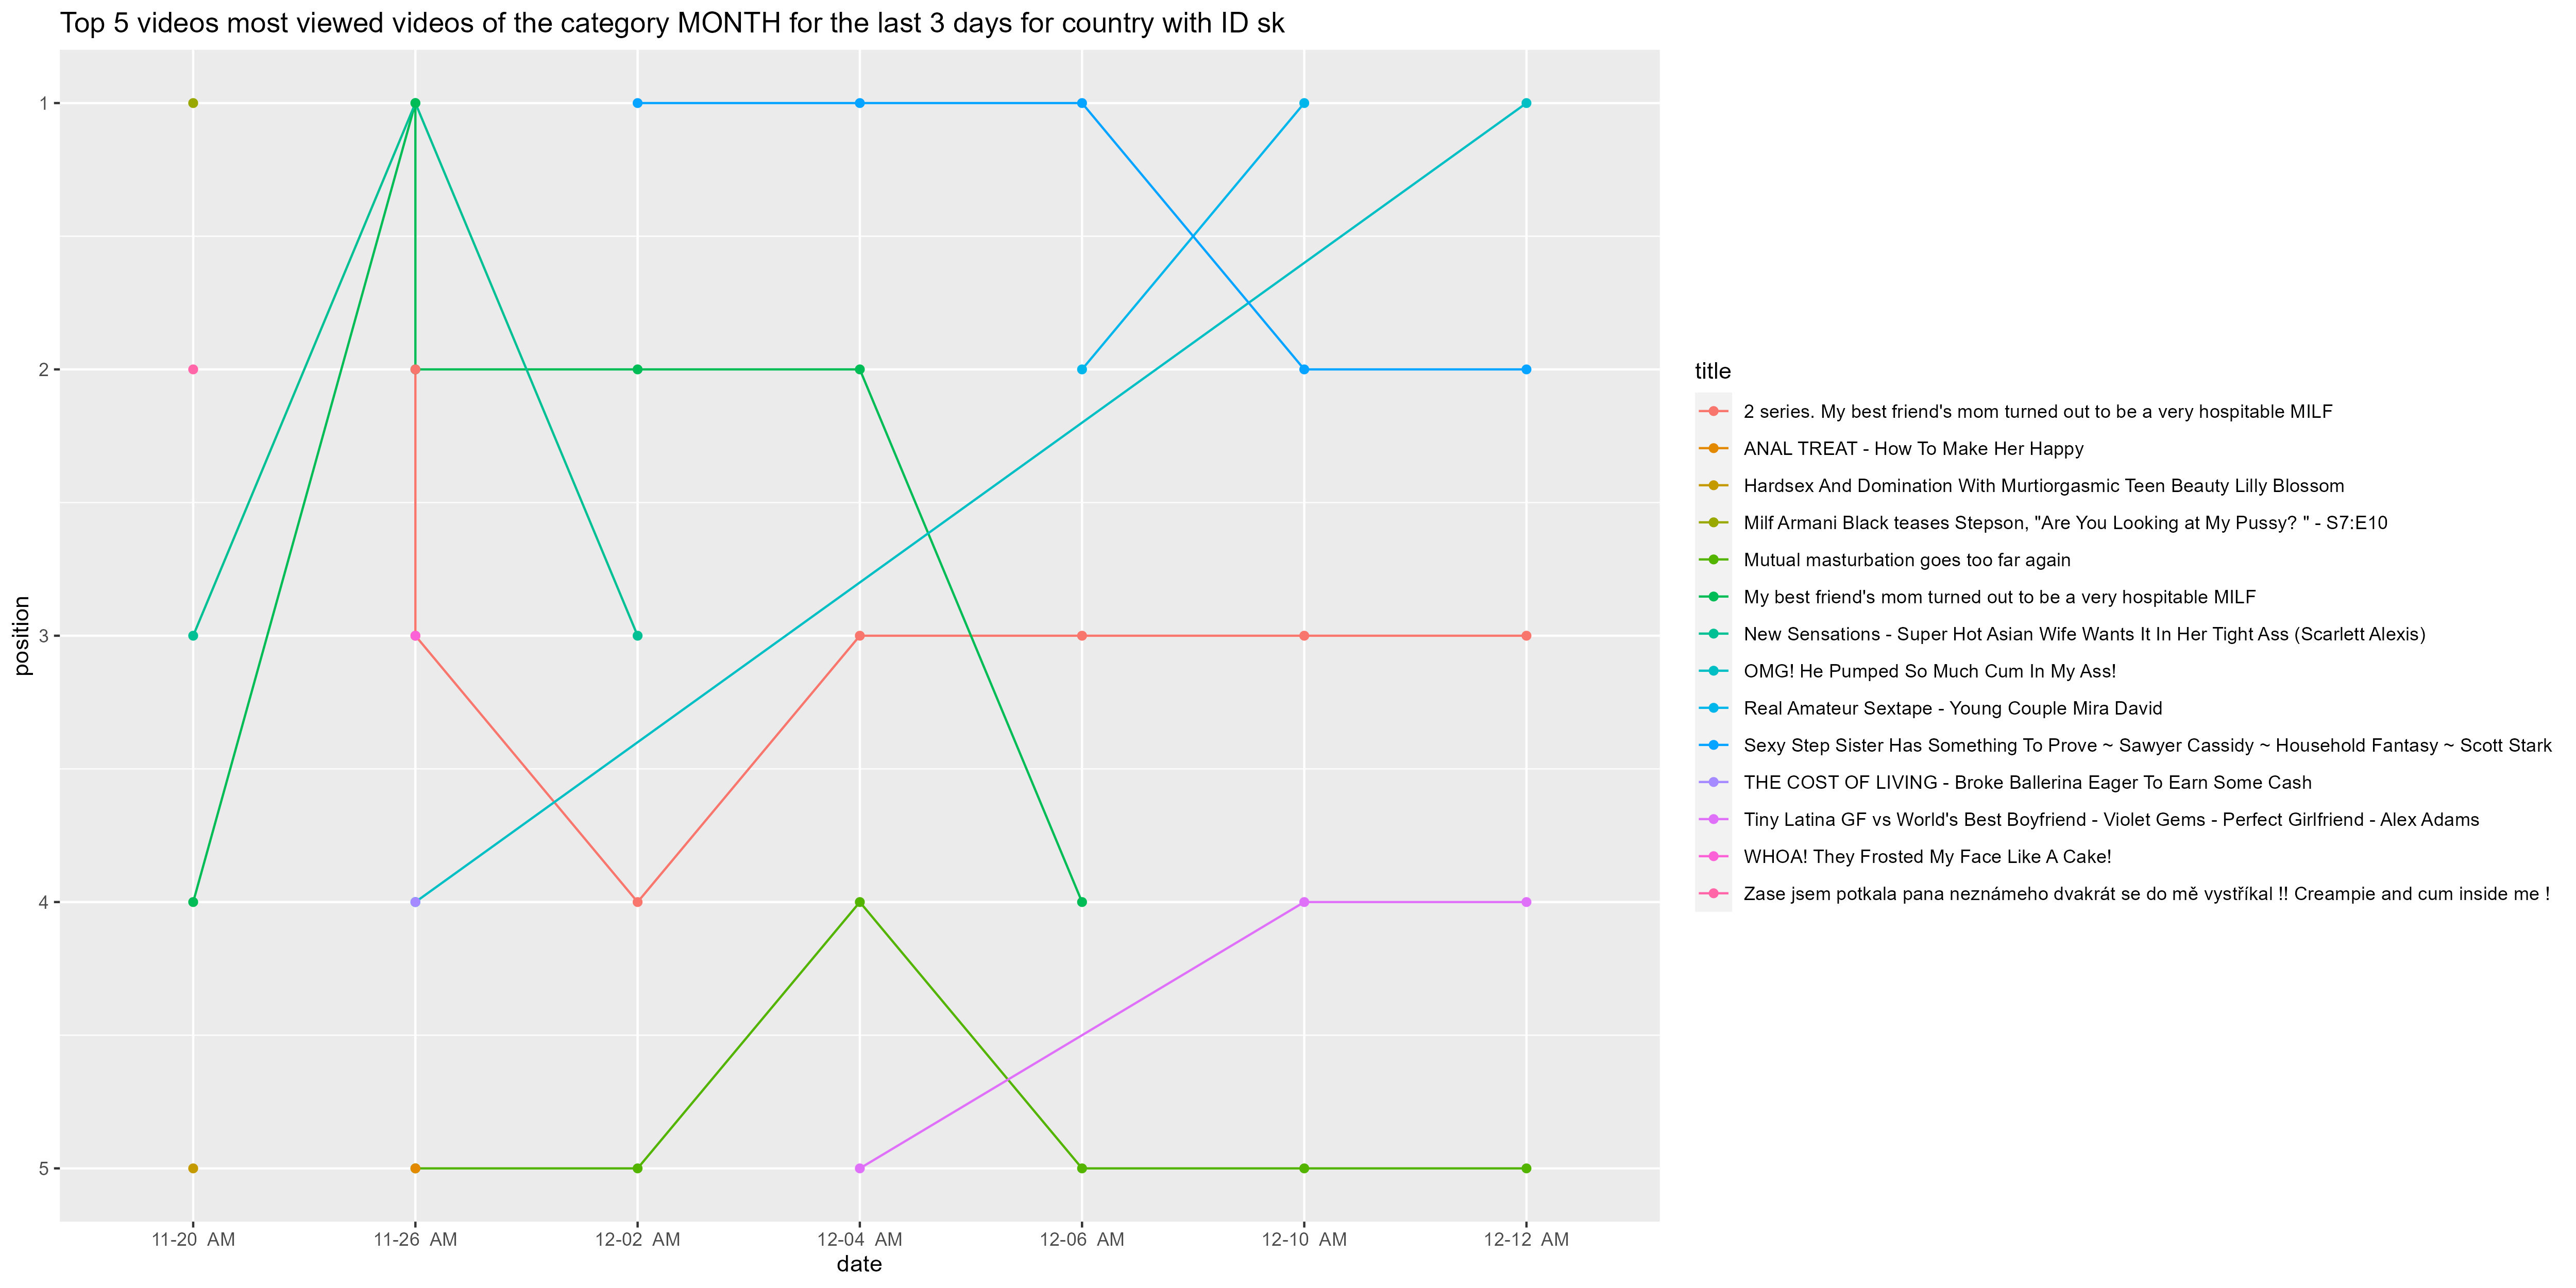 Top 5 videos most viewed videos of the category MONTH for the last 3 days for country with ID sk
position
1
2
3
4
5
11-20 AM
11-26 AM
12-02 AM
12-04 AM
12-06 AM
12-10 AM
12-12 AM
date
title
2 series. My best friend's mom turned out to be a very hospitable MILF
ANAL TREAT - How To Make Her Happy
Hardsex And Domination With Murtiorgasmic Teen Beauty Lilly Blossom
Milf Armani Black teases Stepson, "Are You Looking at My Pussy? " - S7:E10
Mutual masturbation goes too far again
My best friend's mom turned out to be a very hospitable MILF
New Sensations - Super Hot Asian Wife Wants It In Her Tight Ass (Scarlett Alexis)
OMG! He Pumped So Much Cum In My Ass!
Real Amateur Sextape - Young Couple Mira David
Sexy Step Sister Has Something To Prove ~ Sawyer Cassidy ~ Household Fantasy ~ Scott Stark
THE COST OF LIVING - Broke Ballerina Eager To Earn Some Cash
Tiny Latina GF vs World's Best Boyfriend - Violet Gems - Perfect Girlfriend - Alex Adams
WHOA! They Frosted My Face Like A Cake!
Zase jsem potkala pana neznámeho dvakrát se do mě vystříkal !! Creampie and cum inside me !